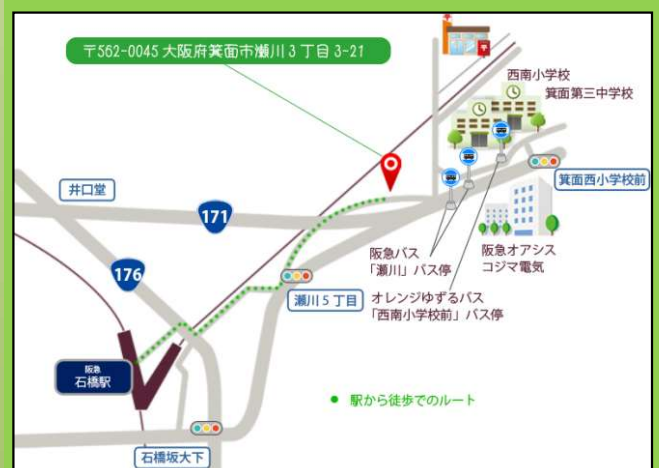 〒562-0045 大阪府箕面市瀬川3丁目3-21
西南小学校
箕面第三中学校
井口堂
171
箕面西小学校前
阪急バス
「瀬川」バス停
阪急オアシス
コジマ電気
176
瀬川5丁目
オレンジゆずるバス
「西南小学校前」バス停
阪急
石橋駅
● 駅から徒歩でのルート
石橋坂大下